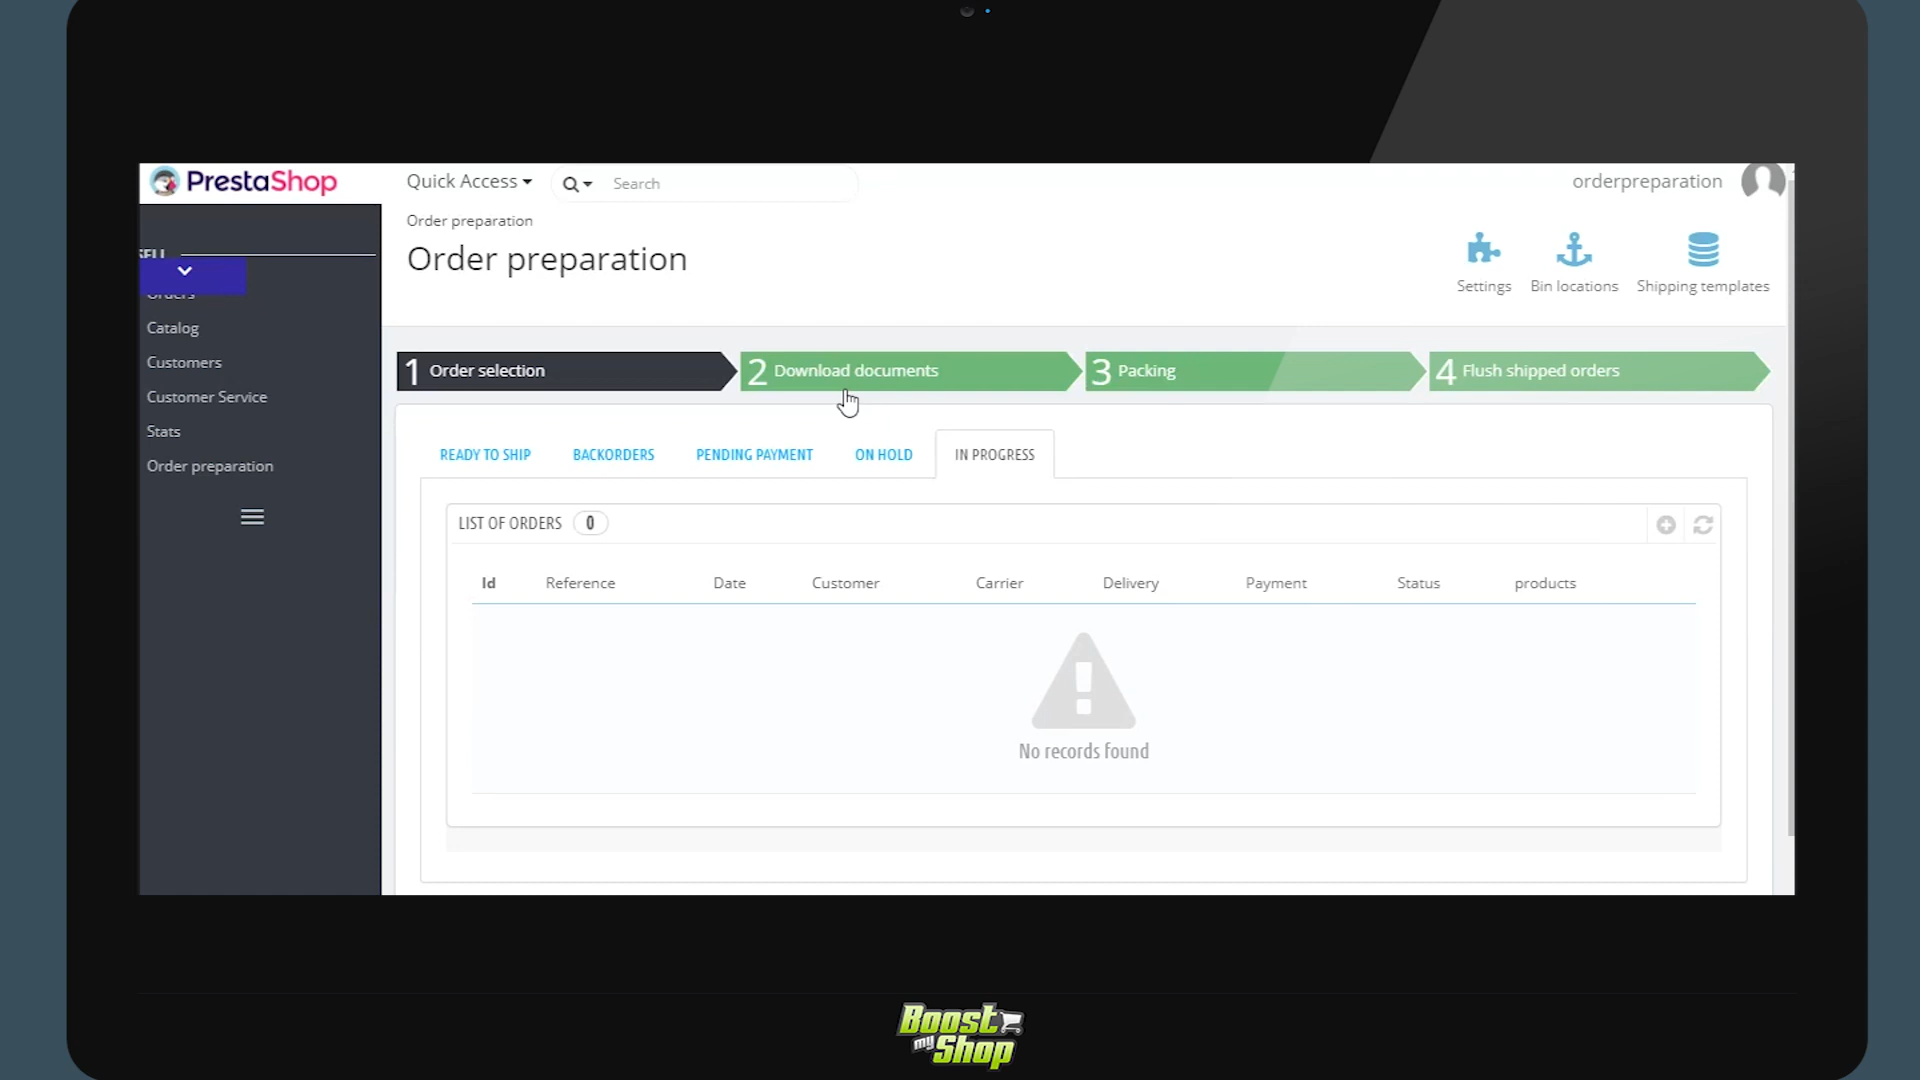 PrestaShop
Quick Access
Search
orderpreparation
Order preparation
Order preparation
Settings
Bin locations
Shipping templates
SELL
Orders
Catalog
Customers
Customer Service
Stats
Order preparation
1 Order selection
2 Download documents
3 Packing
4 Flush shipped orders
READY TO SHIP
BACKORDERS
PENDING PAYMENT
ON HOLD
IN PROGRESS
LIST OF ORDERS 0
Id Reference Date Customer Carrier Delivery Payment Status products
No records found
Boost
my Shop